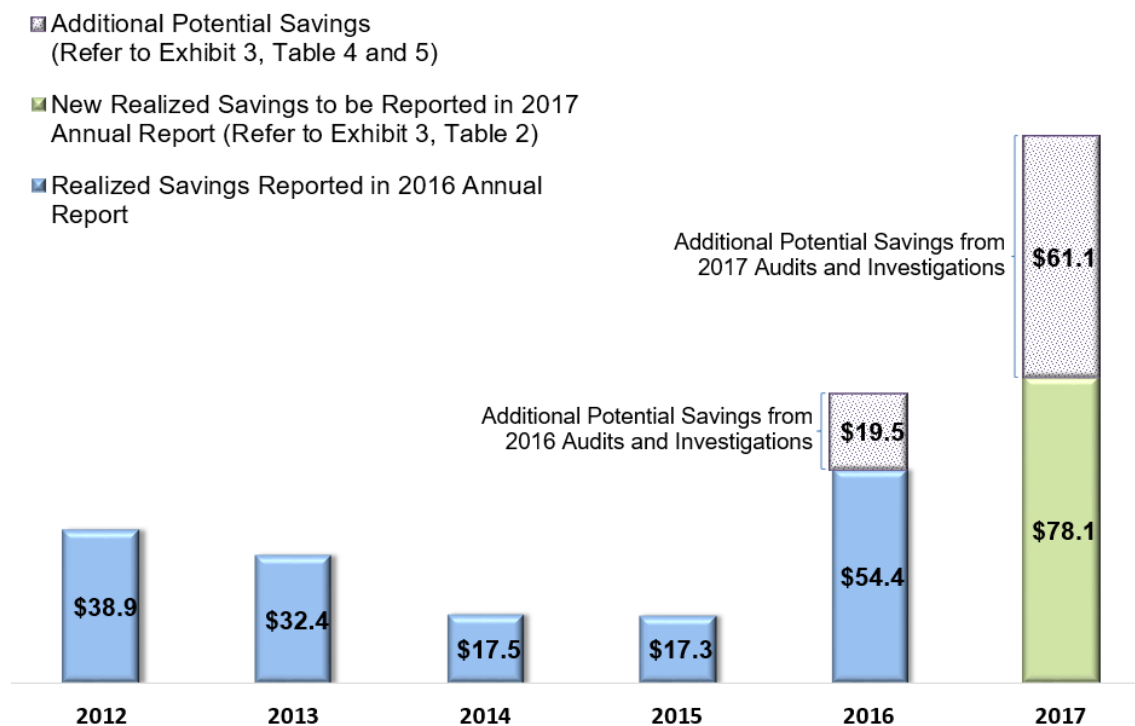 Additional Potential Savings
(Refer to Exhibit 3, Table 4 and 5)
New Realized Savings to be Reported in 2017
Annual Report (Refer to Exhibit 3, Table 2)
Realized Savings Reported in 2016 Annual
Report
Additional Potential Savings from
2017 Audits and Investigations
$61.1
Additional Potential Savings from
2016 Audits and Investigations
$19.5
$78.1
$54.4
$38.9
$32.4
$17.5
$17.3
2012
2013
2014
2015
2016
2017